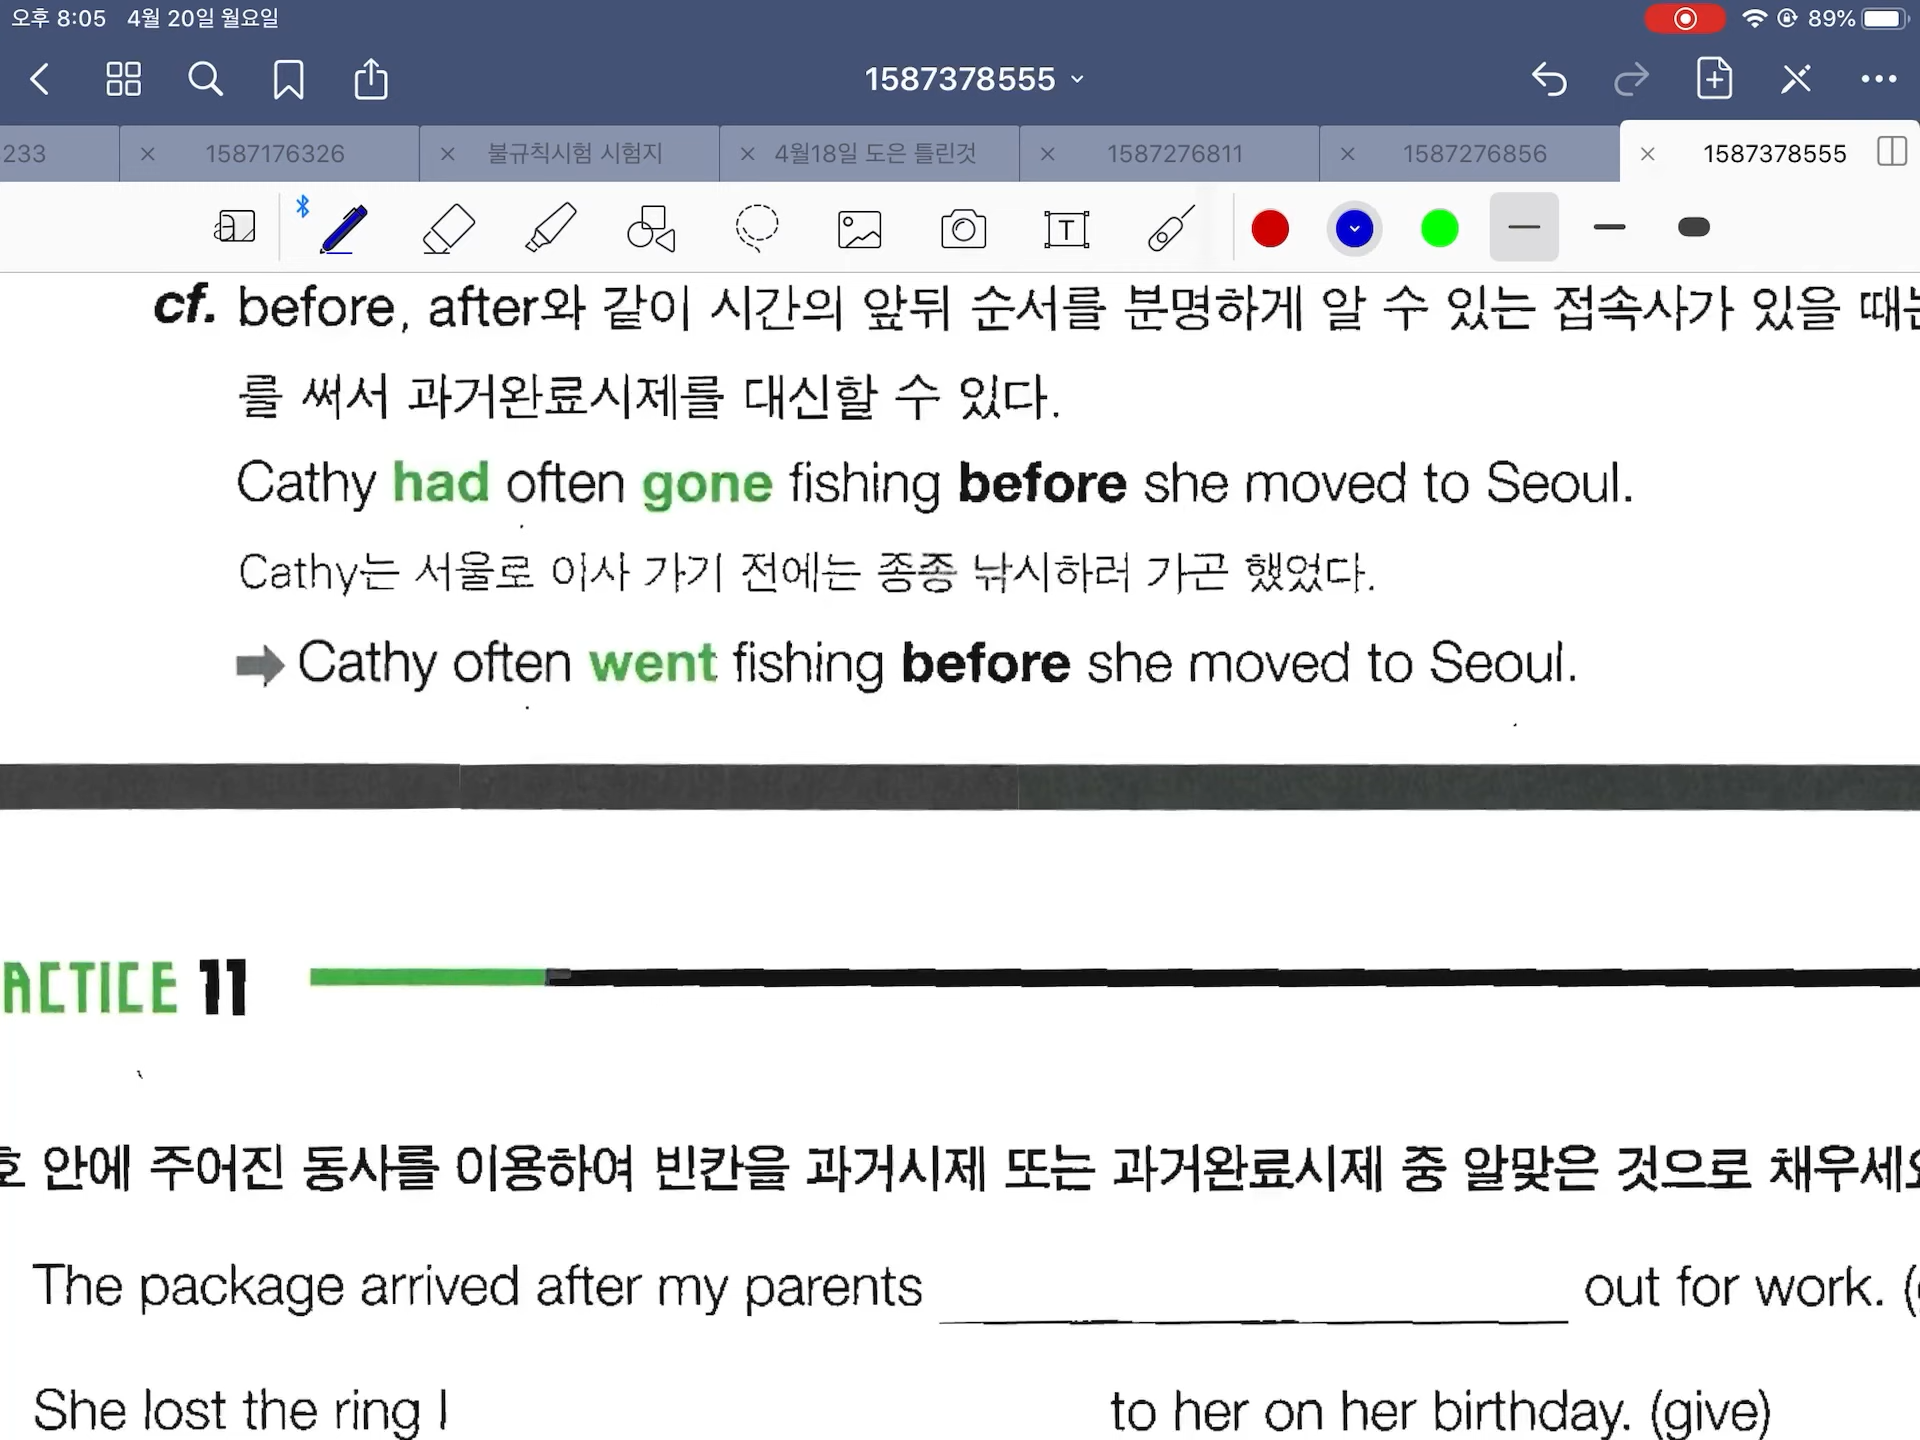 오후 8:05 4월 20일 월요일 89%
1587378555
233 1587176326 불규칙시험 시험지 4월18일 도은 틀린것 1587276811 1587276856 1587378555
cf. before, after와 같이 시간의 앞뒤 순서를 분명하게 알 수 있는 접속사가 있을 때는
를 써서 과거완료시제를 대신할 수 있다.
Cathy had often gone fishing before she moved to Seoul.
Cathy는 서울로 이사 가기 전에는 종종 낚시하러 가곤 했었다.
➡ Cathy often went fishing before she moved to Seoul.
ACTICE 11
호 안에 주어진 동사를 이용하여 빈칸을 과거시제 또는 과거완료시제 중 알맞은 것으로 채우세요
The package arrived after my parents ____ out for work. (
She lost the ring I to her on her birthday. (give)